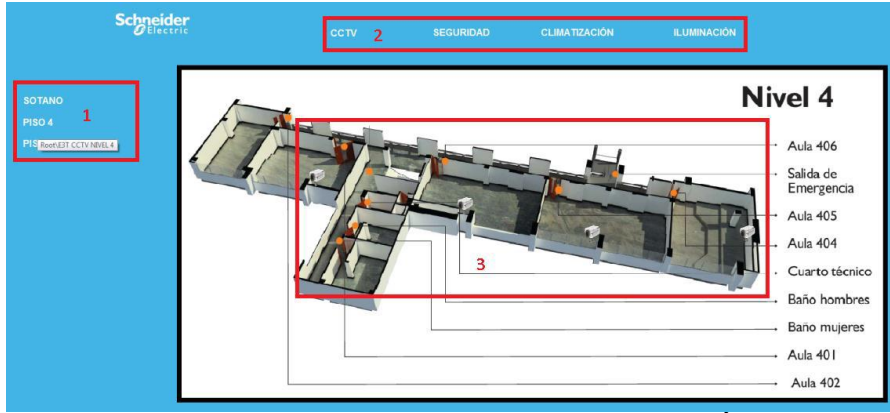 Schneider
Electric
CCTV 2 SEGURIDAD CLIMATIZACIÓN ILUMINACIÓN
SOTANO
1
PISO 4
PIS
Root\E3T CCTV NIVEL 4
Nivel 4
Aula 406
Salida de
Emergencia
Aula 405
Aula 404
3
Cuarto técnico
Baño hombres
Baño mujeres
Aula 401
Aula 402